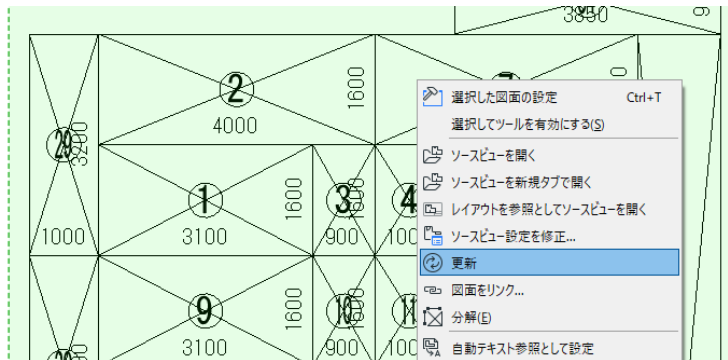 3850
②
1600
4000
㉙
3200
①
1600
3100
③
④
1000
900
⑨
1600
⑩
⑪
3100
900
選択した図面の設定 Ctrl+T
選択してツールを有効にする(S)
ソースビューを開く
ソースビューを新規タブで開く
レイアウトを参照としてソースビューを開く
ソースビュー設定を修正...
更新
図面をリンク...
分解(E)
自動テキスト参照として設定